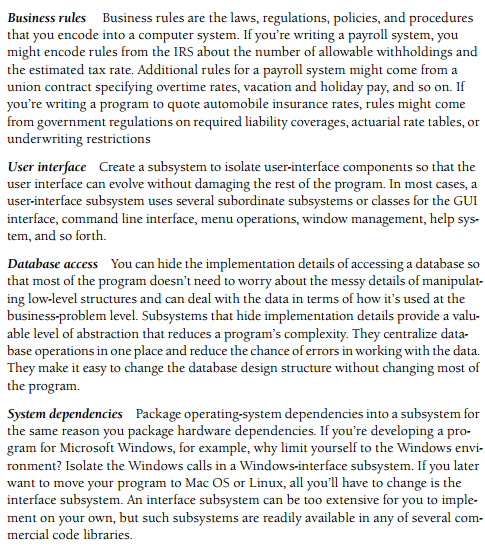 Business rules Business rules are the laws, regulations, policies, and procedures
that you encode into a computer system. If you're writing a payroll system, you
might encode rules from the IRS about the number of allowable withholdings and
the estimated tax rate. Additional rules for a payroll system might come from a
union contract specifying overtime rates, vacation and holiday pay, and so on. If
you're writing a program to quote automobile insurance rates, rules might come
from government regulations on required liability coverages, actuarial rate tables, or
underwriting restrictions
User interface Create a subsystem to isolate user-interface components so that the
user interface can evolve without damaging the rest of the program. In most cases, a
user-interface subsystem uses several subordinate subsystems or classes for the GUI
interface, command line interface, menu operations, window management, help sys-
tem, and so forth.
Database access You can hide the implementation details of accessing a database so
that most of the program doesn't need to worry about the messy details of manipulat-
ing low-level structures and can deal with the data in terms of how it's used at the
business-problem level. Subsystems that hide implementation details provide a valu-
able level of abstraction that reduces a program's complexity. They centralize data-
base operations in one place and reduce the chance of errors in working with the data.
They make it easy to change the database design structure without changing most of
the program.
System dependencies Package operating-system dependencies into a subsystem for
the same reason you package hardware dependencies. If you're developing a pro-
gram for Microsoft Windows, for example, why limit yourself to the Windows envi-
ronment? Isolate the Windows calls in a Windows-interface subsystem. If you later
want to move your program to Mac OS or Linux, all you'll have to change is the
interface subsystem. An interface subsystem can be too extensive for you to imple-
ment on your own, but such subsystems are readily available in any of several com-
mercial code libraries.